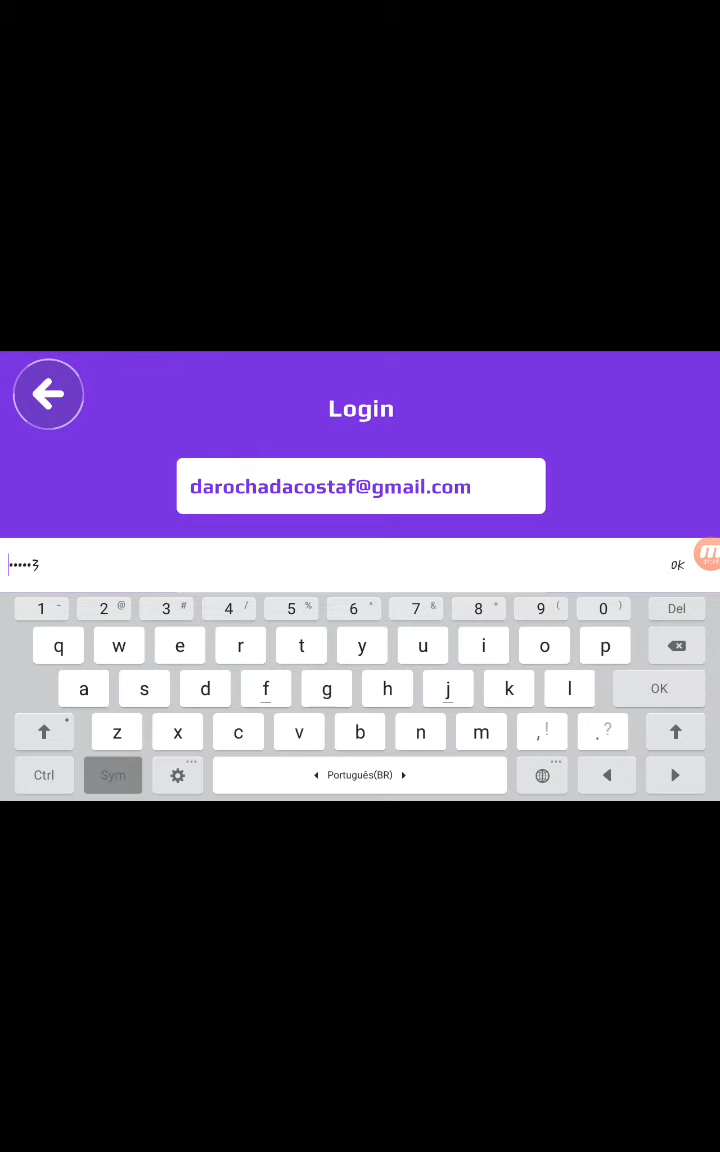 Login
darochadacostaf@gmail.com
•••••3
OK
1 - 2 @ 3 # 4 / 5 % 6 ^ 7 & 8 * 9 ( 0 ) Del
q w e r t y u i o p
a s d f g h j k l OK
z x c v b n m , ! . ?
Ctrl Sym Português(BR)